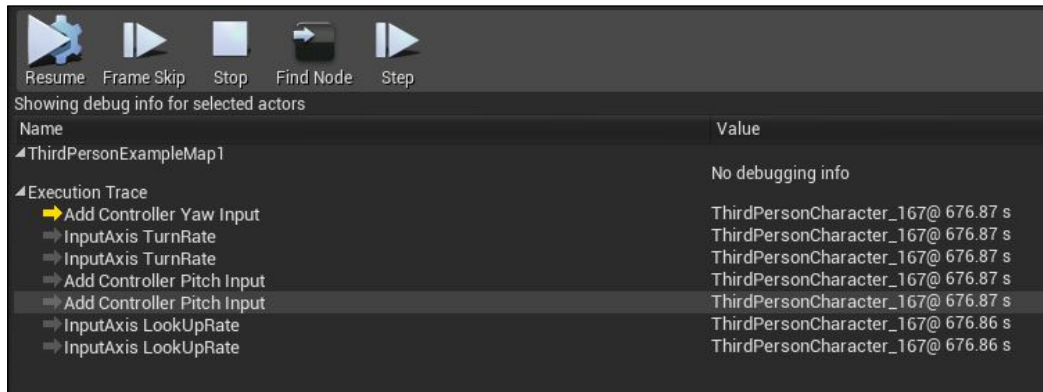 Resume Frame Skip Stop Find Node Step
Showing debug info for selected actors
Name Value
ThirdPersonExampleMap1
No debugging info
Execution Trace
Add Controller Yaw Input ThirdPersonCharacter_167@ 676.87 s
InputAxis TurnRate ThirdPersonCharacter_167@ 676.87 s
InputAxis TurnRate ThirdPersonCharacter_167@ 676.87 s
Add Controller Pitch Input ThirdPersonCharacter_167@ 676.87 s
Add Controller Pitch Input ThirdPersonCharacter_167@ 676.87 s
InputAxis LookUpRate ThirdPersonCharacter_167@ 676.86 s
InputAxis LookUpRate ThirdPersonCharacter_167@ 676.86 s